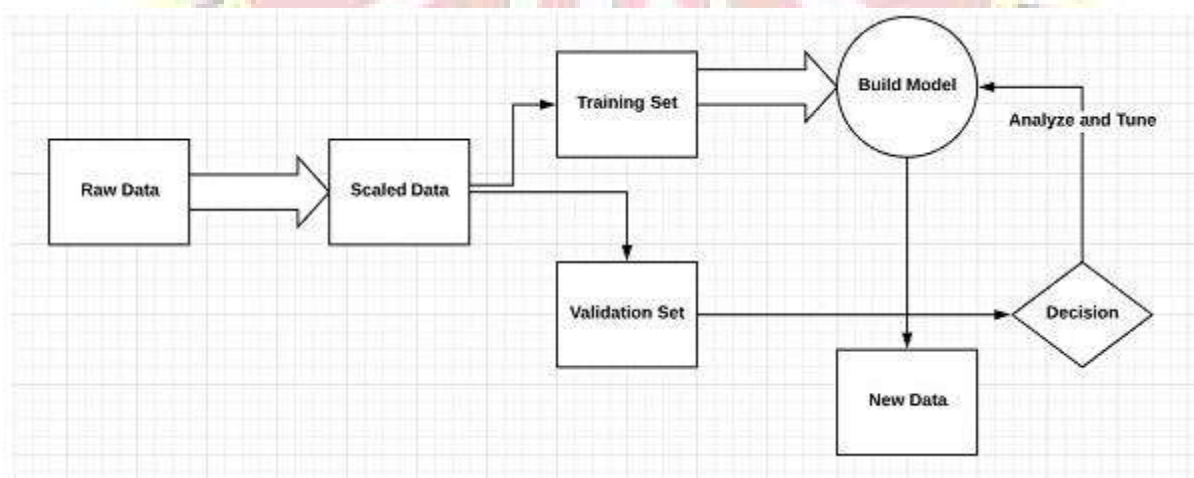 Build Model
Training Set
Analyze and Tune
Raw Data
Scaled Data
Validation Set
Decision
New Data